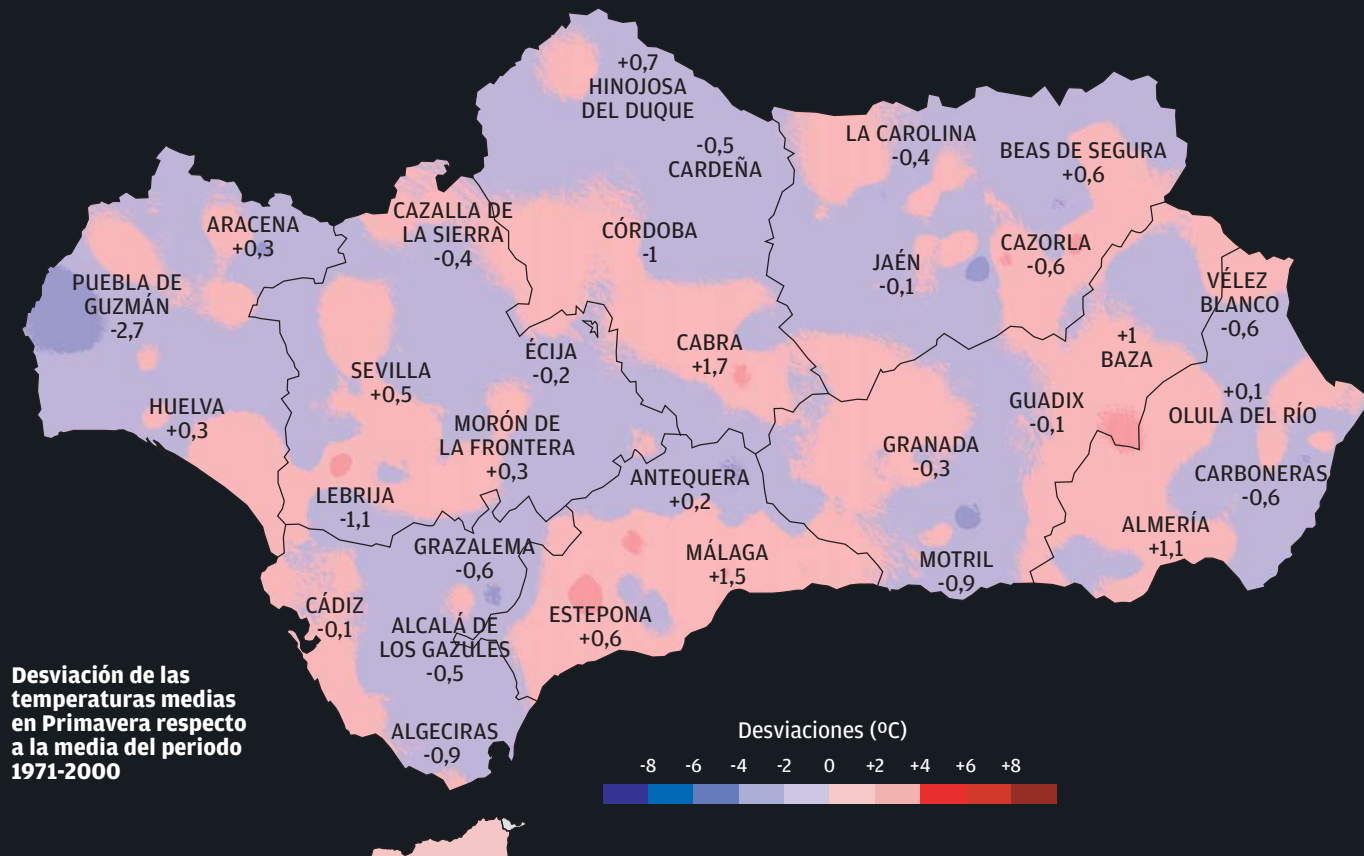 +0,7
HINOJOSA
DEL DUQUE
-0,5
CARDEÑA
LA CAROLINA
-0,4
BEAS DE SEGURA
+0,6
ARACENA
+0,3
CAZALLA DE
LA SIERRA
-0,4
CÓRDOBA
-1
JAÉN
-0,1
CAZORLA
-0,6
PUEBLA DE
GUZMÁN
-2,7
VÉLEZ
BLANCO
-0,6
SEVILLA
+0,5
ÉCIJA
-0,2
CABRA
+1,7
+1
BAZA
HUELVA
+0,3
MORÓN DE
LA FRONTERA
+0,3
GUADIX
-0,1
+0,1
OLULA DEL RÍO
GRANADA
-0,3
LEBRIJA
-1,1
ANTEQUERA
+0,2
CARBONERAS
-0,6
GRAZALEMA
-0,6
MÁLAGA
+1,5
MOTRIL
-0,9
ALMERÍA
+1,1
CÁDIZ
-0,1
ALCALÁ DE
LOS GAZULES
-0,5
ESTEPONA
+0,6
ALGECIRAS
-0,9
Desviación de las
temperaturas medias
en Primavera respecto
a la media del periodo
1971-2000
Desviaciones (ºC)
-8 -6 -4 -2 0 +2 +4 +6 +8